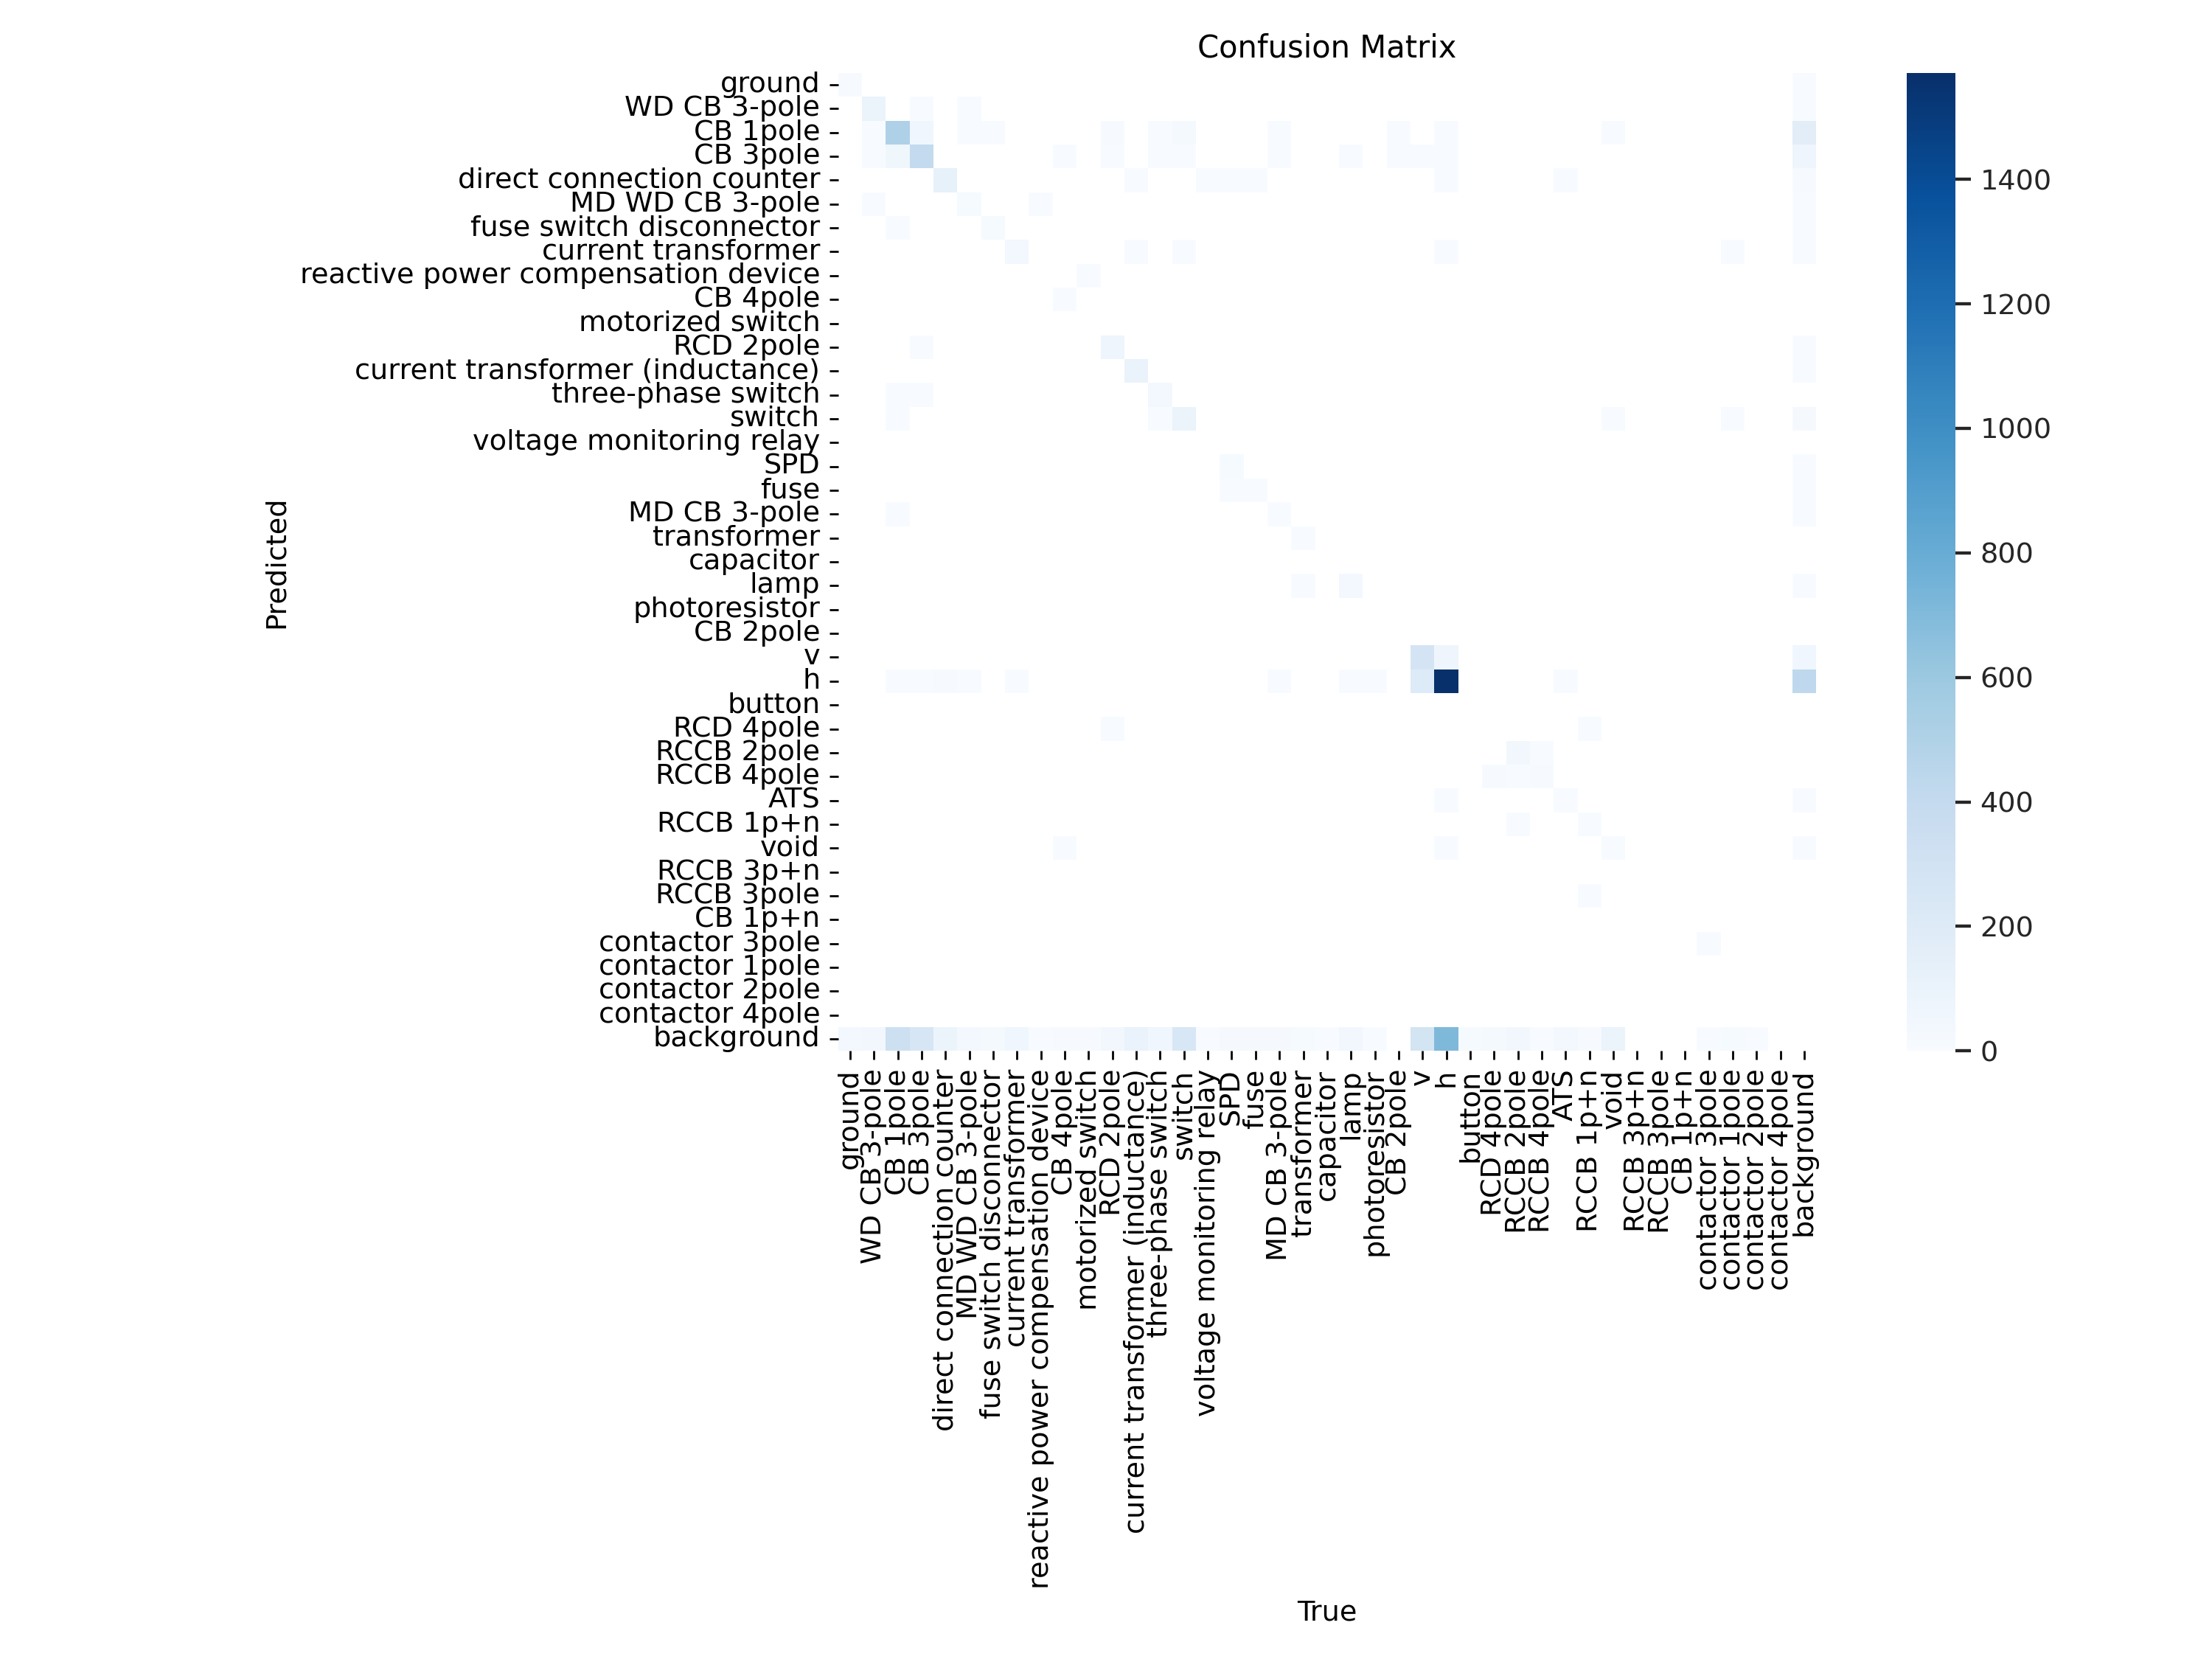 Confusion Matrix
Predicted
ground
WD CB 3-pole
CB 1pole
CB 3pole
direct connection counter
MD WD CB 3-pole
fuse switch disconnector
current transformer
reactive power compensation device
CB 4pole
motorized switch
RCD 2pole
current transformer (inductance)
three-phase switch
switch
voltage monitoring relay
SPD
fuse
MD CB 3-pole
transformer
capacitor
lamp
photoresistor
CB 2pole
v
h
button
RCD 4pole
RCCB 2pole
RCCB 4pole
ATS
RCCB 1p+n
void
RCCB 3p+n
RCCB 3pole
CB 1p+n
contactor 3pole
contactor 1pole
contactor 2pole
contactor 4pole
background
ground
WD CB 3-pole
CB 1pole
CB 3pole
direct connection counter
MD WD CB 3-pole
fuse switch disconnector
current transformer
reactive power compensation device
CB 4pole
motorized switch
RCD 2pole
current transformer (inductance)
three-phase switch
switch
voltage monitoring relay
SPD
fuse
MD CB 3-pole
transformer
capacitor
lamp
photoresistor
CB 2pole
v
h
button
RCD 4pole
RCCB 2pole
RCCB 4pole
ATS
RCCB 1p+n
void
RCCB 3p+n
RCCB 3pole
CB 1p+n
contactor 3pole
contactor 1pole
contactor 2pole
contactor 4pole
background
True
1400
1200
1000
800
600
400
200
0